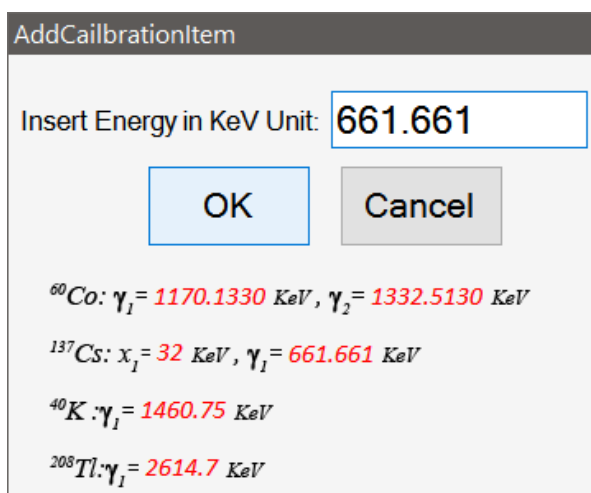 AddCailbrationItem
Insert Energy in KeV Unit: 661.661
OK Cancel
⁶⁰Co: γ₁= 1170.1330 KeV , γ₂= 1332.5130 KeV
¹³⁷Cs: x₁= 32 KeV , γ₁= 661.661 KeV
⁴⁰K :γ₁= 1460.75 KeV
²⁰⁸Tl:γ₁= 2614.7 KeV